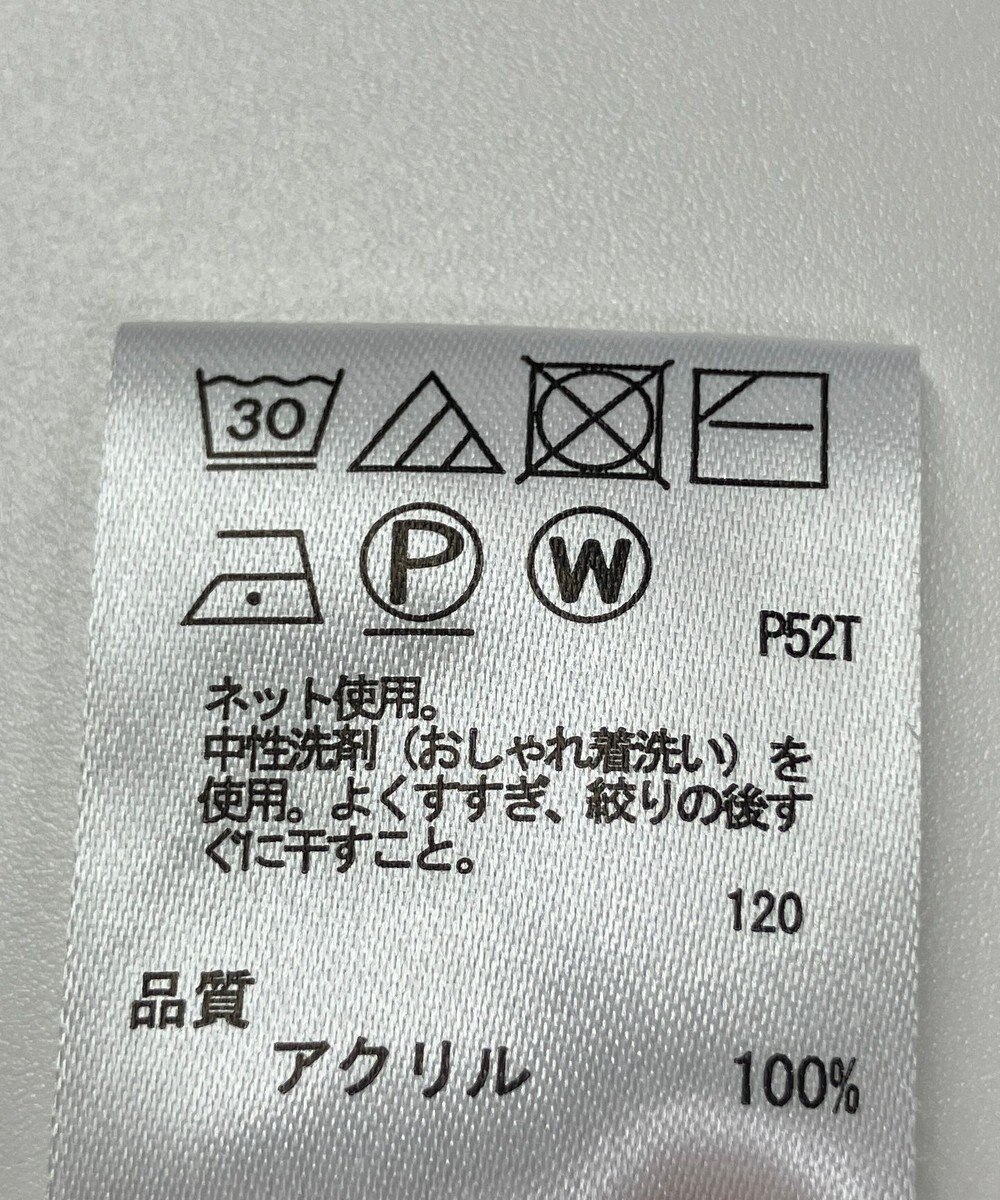 30
P W
P52T
ネット使用。
中性洗剤（おしゃれ着洗い）を
使用。よくすすぎ、絞りの後す
ぐに干すこと。
120
品質
アクリル 100%